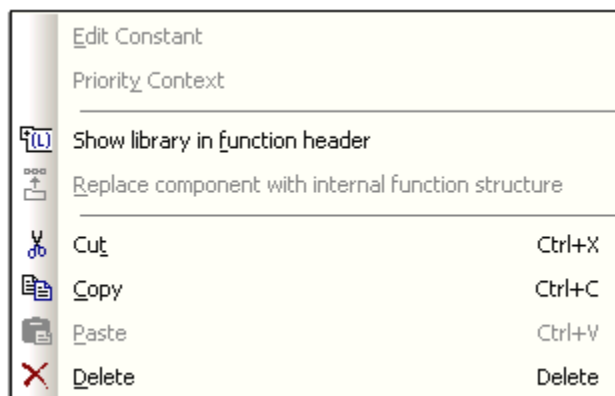 Edit Constant
Priority Context
(L) Show library in function header
Replace component with internal function structure
Cut Ctrl+X
Copy Ctrl+C
Paste Ctrl+V
Delete Delete